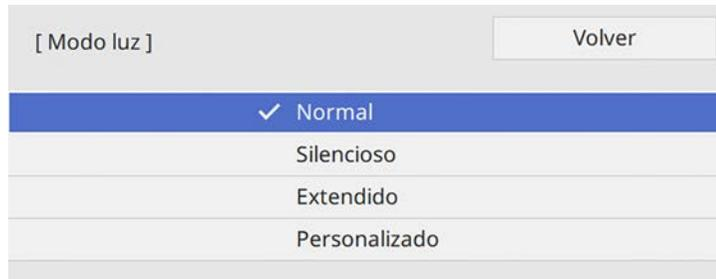 [ Modo luz ]
Volver
Normal
Silencioso
Extendido
Personalizado